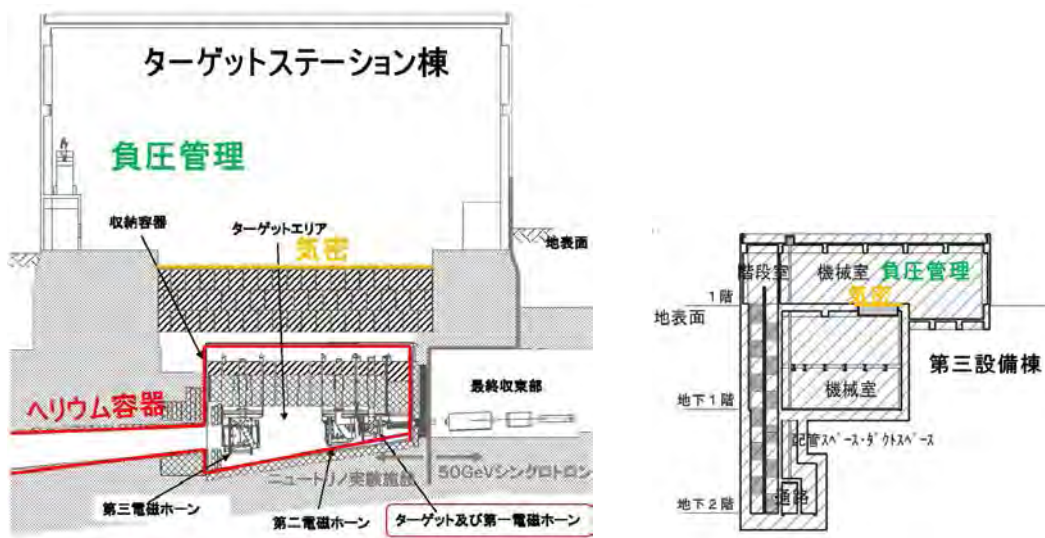 ターゲットステーション棟
負圧管理
収納容器
ターゲットエリア
気密
地表面
ヘリウム容器
最終収束部
ニュートリノ実験施設
50GeVシンクロトロン
第三電磁ホーン
第二電磁ホーン
ターゲット及び第一電磁ホーン
階段室
機械室
負圧管理
気密
1階
地表面
第三設備棟
機械室
地下1階
配管スペース・ダクトスペース
地下2階
通路